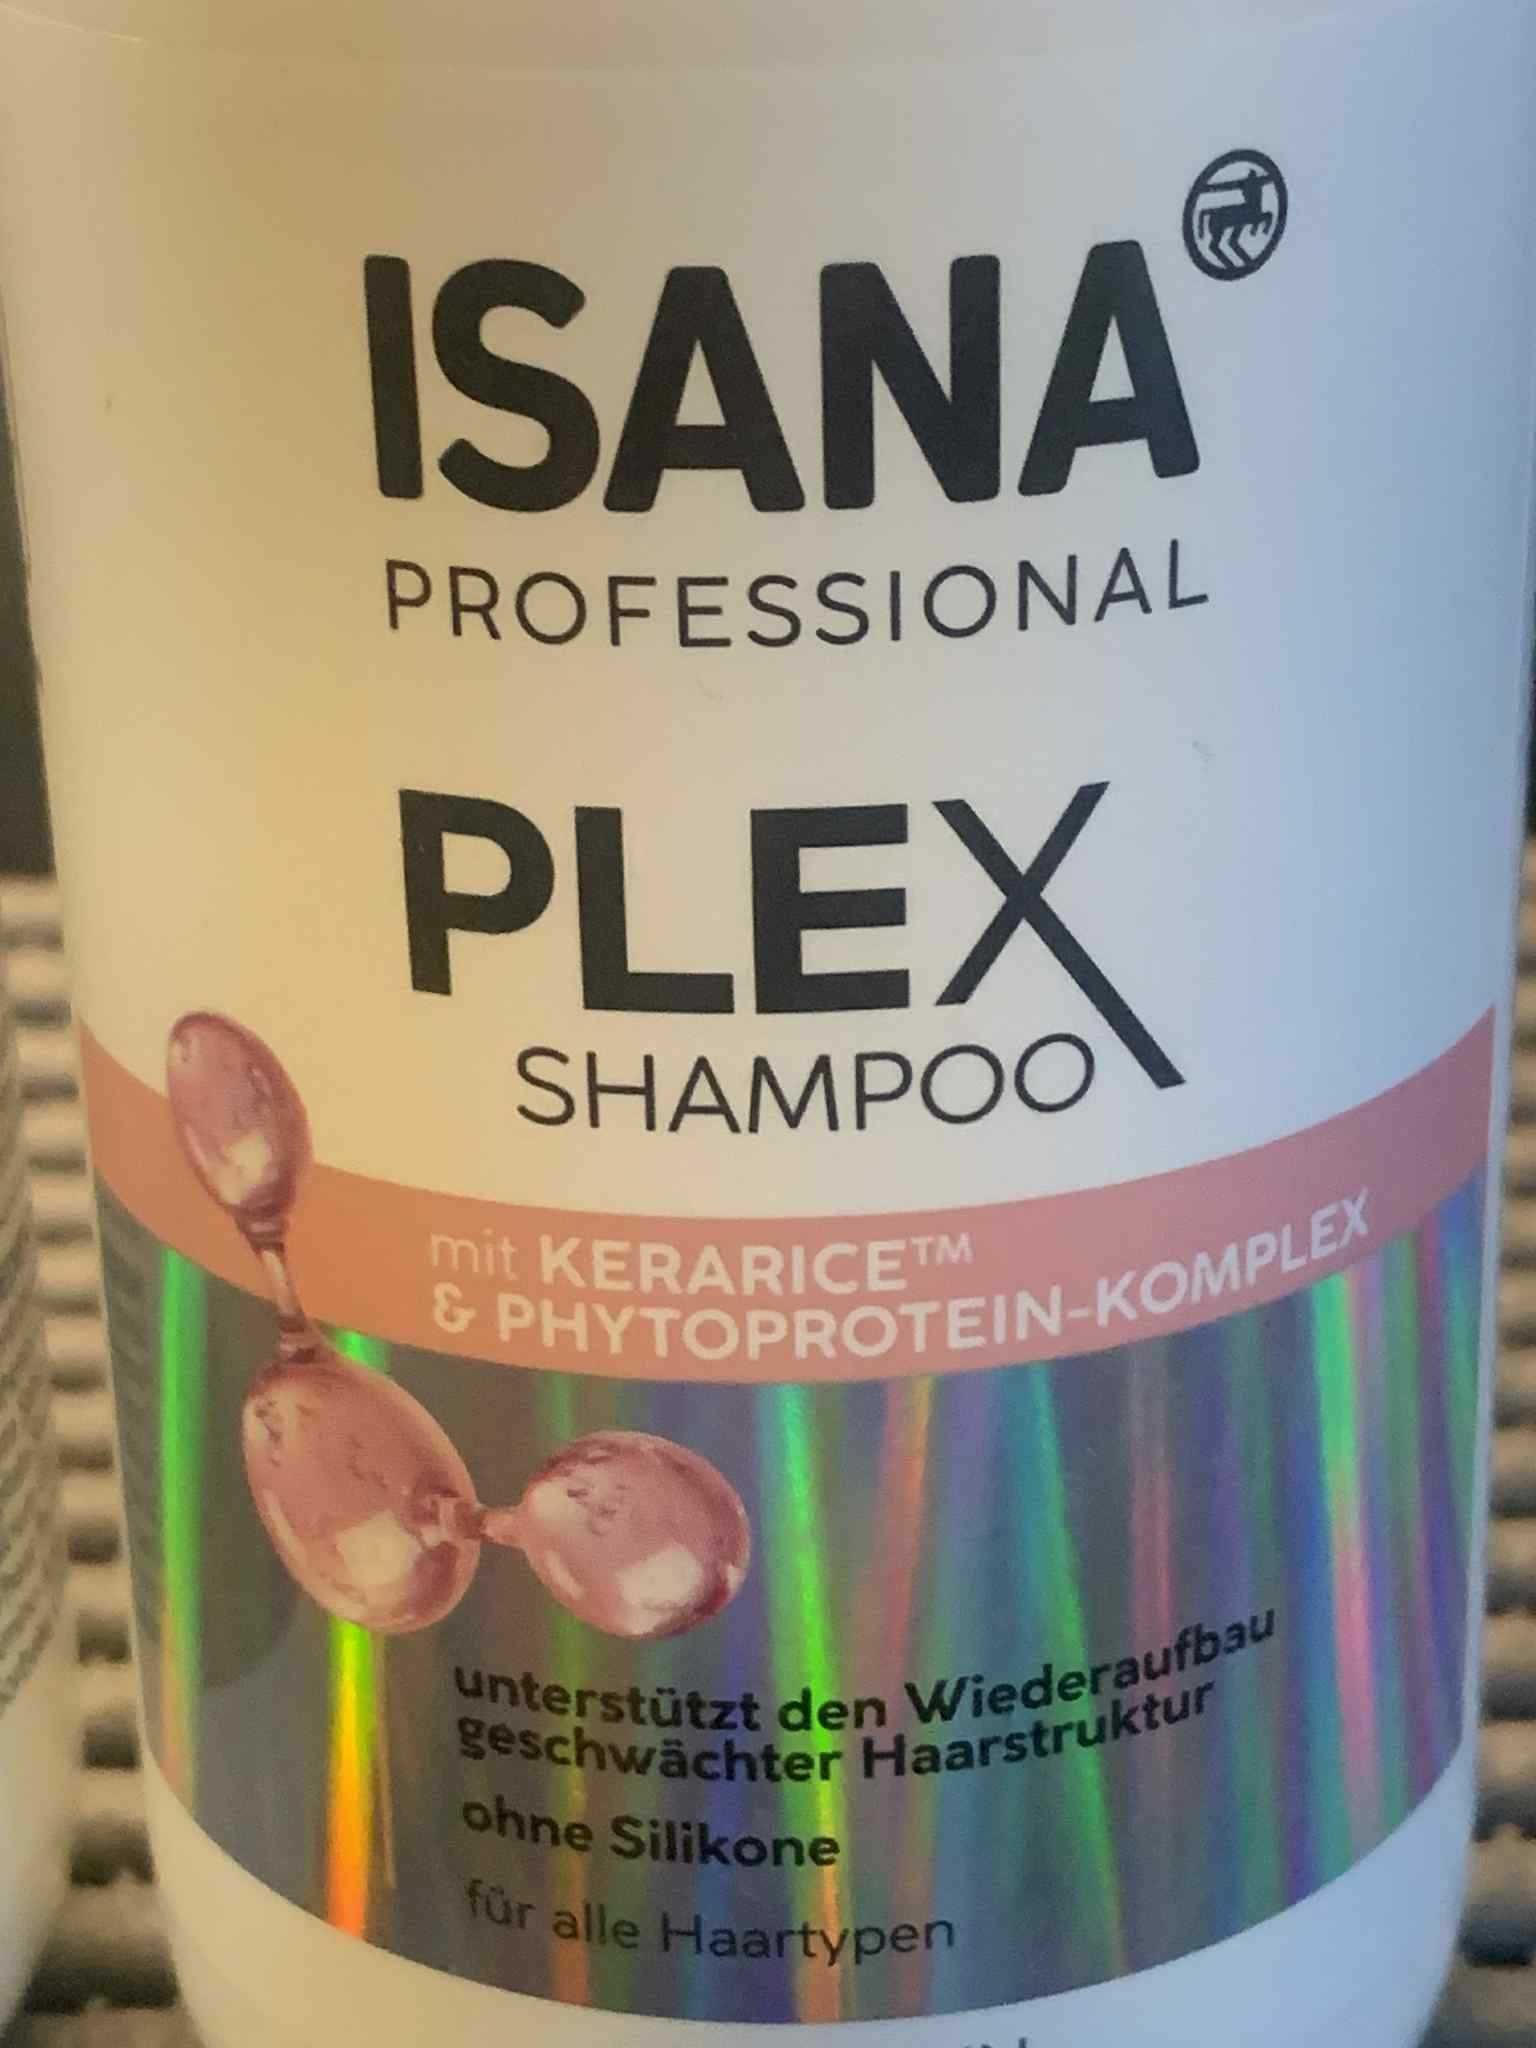 ISANA
PROFESSIONAL
PLEX
SHAMPOO
mit KERARICE™
& PHYTOPROTEIN-KOMPLEX
unterstützt den Wiederaufbau
geschwächter Haarstruktur
ohne Silikone
für alle Haartypen